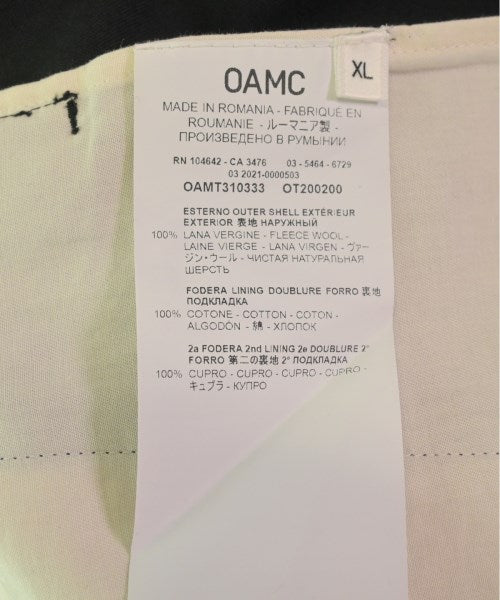 OAMC
XL
MADE IN ROMANIA - FABRIQUÉ EN
ROUMANIE - ルーマニア製 -
ПРОИЗВЕДЕНО В РУМЫНИИ
RN 104642 - CA 3476 03 - 5464 - 6729
03 2021-0000503
OAMT310333 OT200200
ESTERNO OUTER SHELL EXTÉRIEUR
EXTERIOR 表地 НАРУЖНЫЙ
100% LANA VERGINE - FLEECE WOOL -
LAINE VIERGE - LANA VIRGEN - ヴァー
ジン・ウール - ЧИСТАЯ НАТУРАЛЬНАЯ
ШЕРСТЬ
FODERA LINING DOUBLURE FORRO 裏地
ПОДКЛАДКА
100% COTONE - COTTON - COTON -
ALGODÓN - 綿 - ХЛОПОК
2a FODERA 2nd LINING 2e DOUBLURE 2°
FORRO 第二の裏地 2° ПОДКЛАДКА
100% CUPRO - CUPRO - CUPRO - CUPRO -
キュプラ - КУПРО